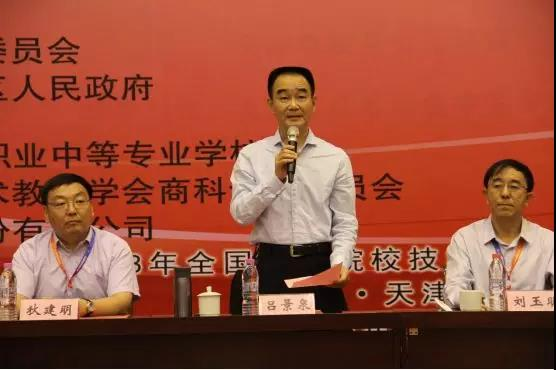 委员会
区人民政府
职业中等专业学校
术教 学会商科 员会
份有 公司
8年全国 院校技
·天津
狄建明
吕景泉
刘玉